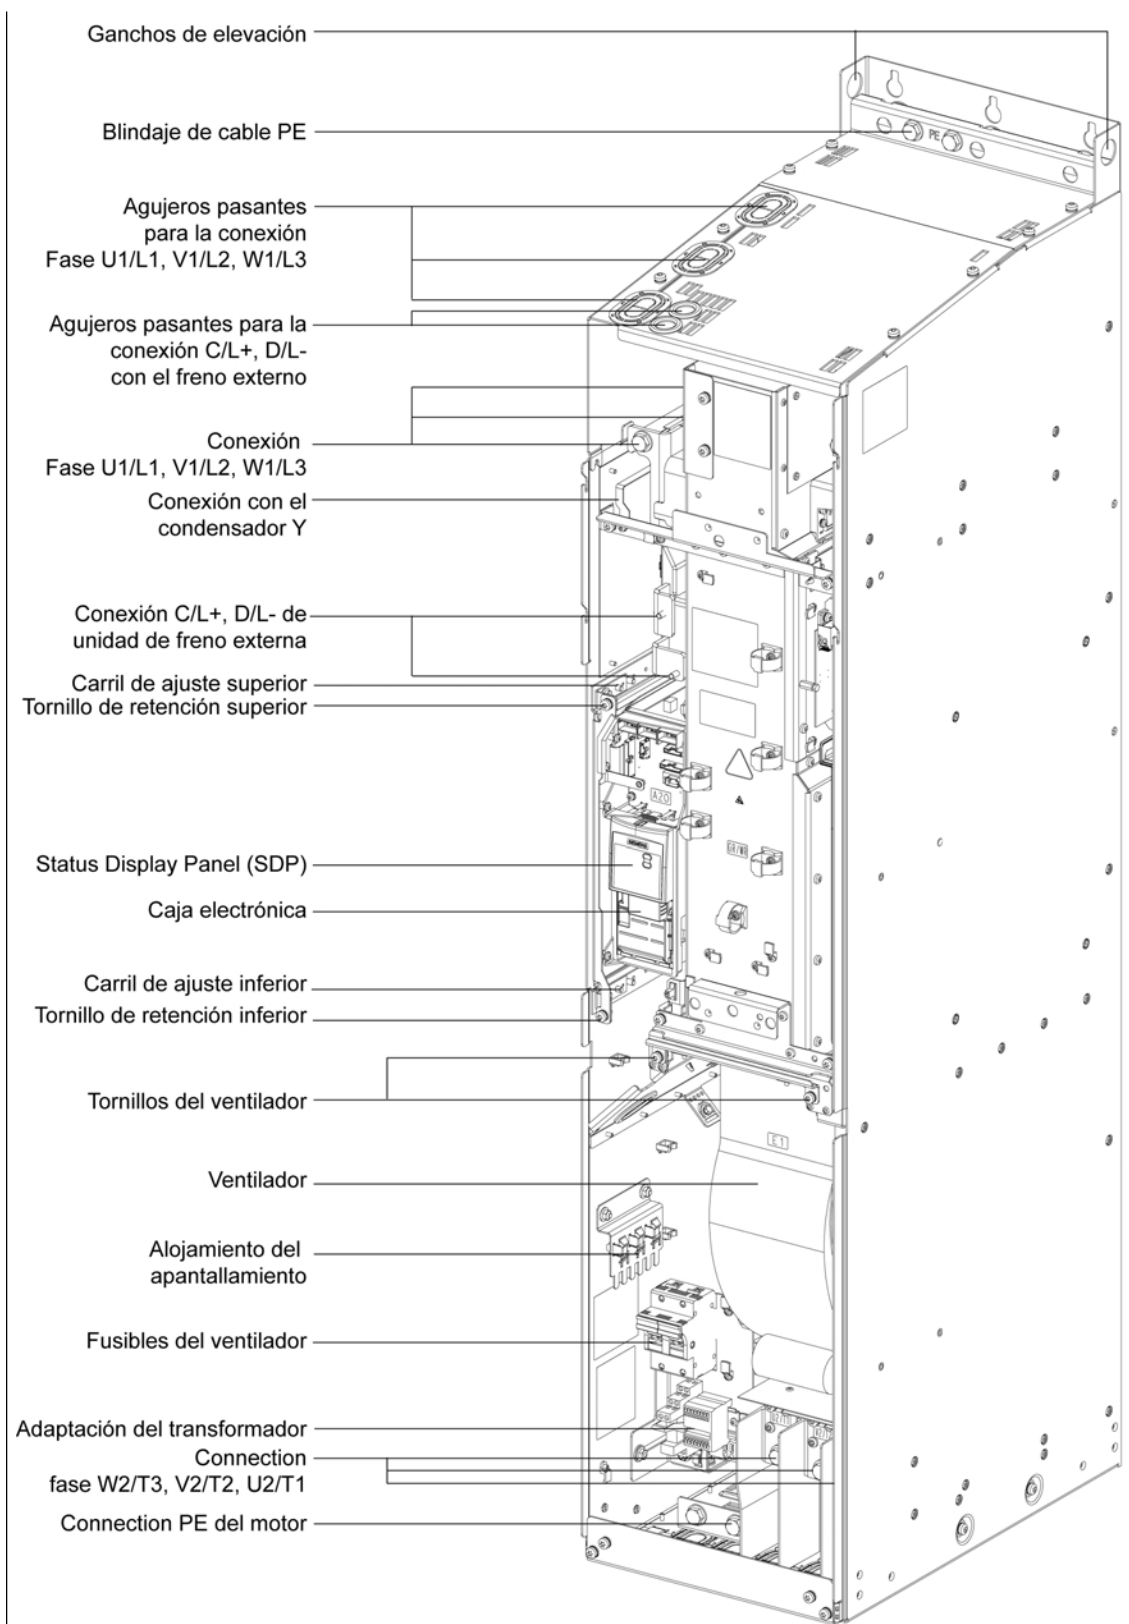 Ganchos de elevación
Blindaje de cable PE
PE
Agujeros pasantes
para la conexión
Fase U1/L1, V1/L2, W1/L3
Agujeros pasantes para la
conexión C/L+, D/L-
con el freno externo
Conexión
Fase U1/L1, V1/L2, W1/L3
Conexión con el
condensador Y
Conexión C/L+, D/L- de
unidad de freno externa
Carril de ajuste superior
Tornillo de retención superior
A20
Status Display Panel (SDP)
Caja electrónica
Carril de ajuste inferior
Tornillo de retención inferior
Tornillos del ventilador
E1
Ventilador
Alojamiento del
apantallamiento
Fusibles del ventilador
Adaptación del transformador
Connection
fase W2/T3, V2/T2, U2/T1
Connection PE del motor